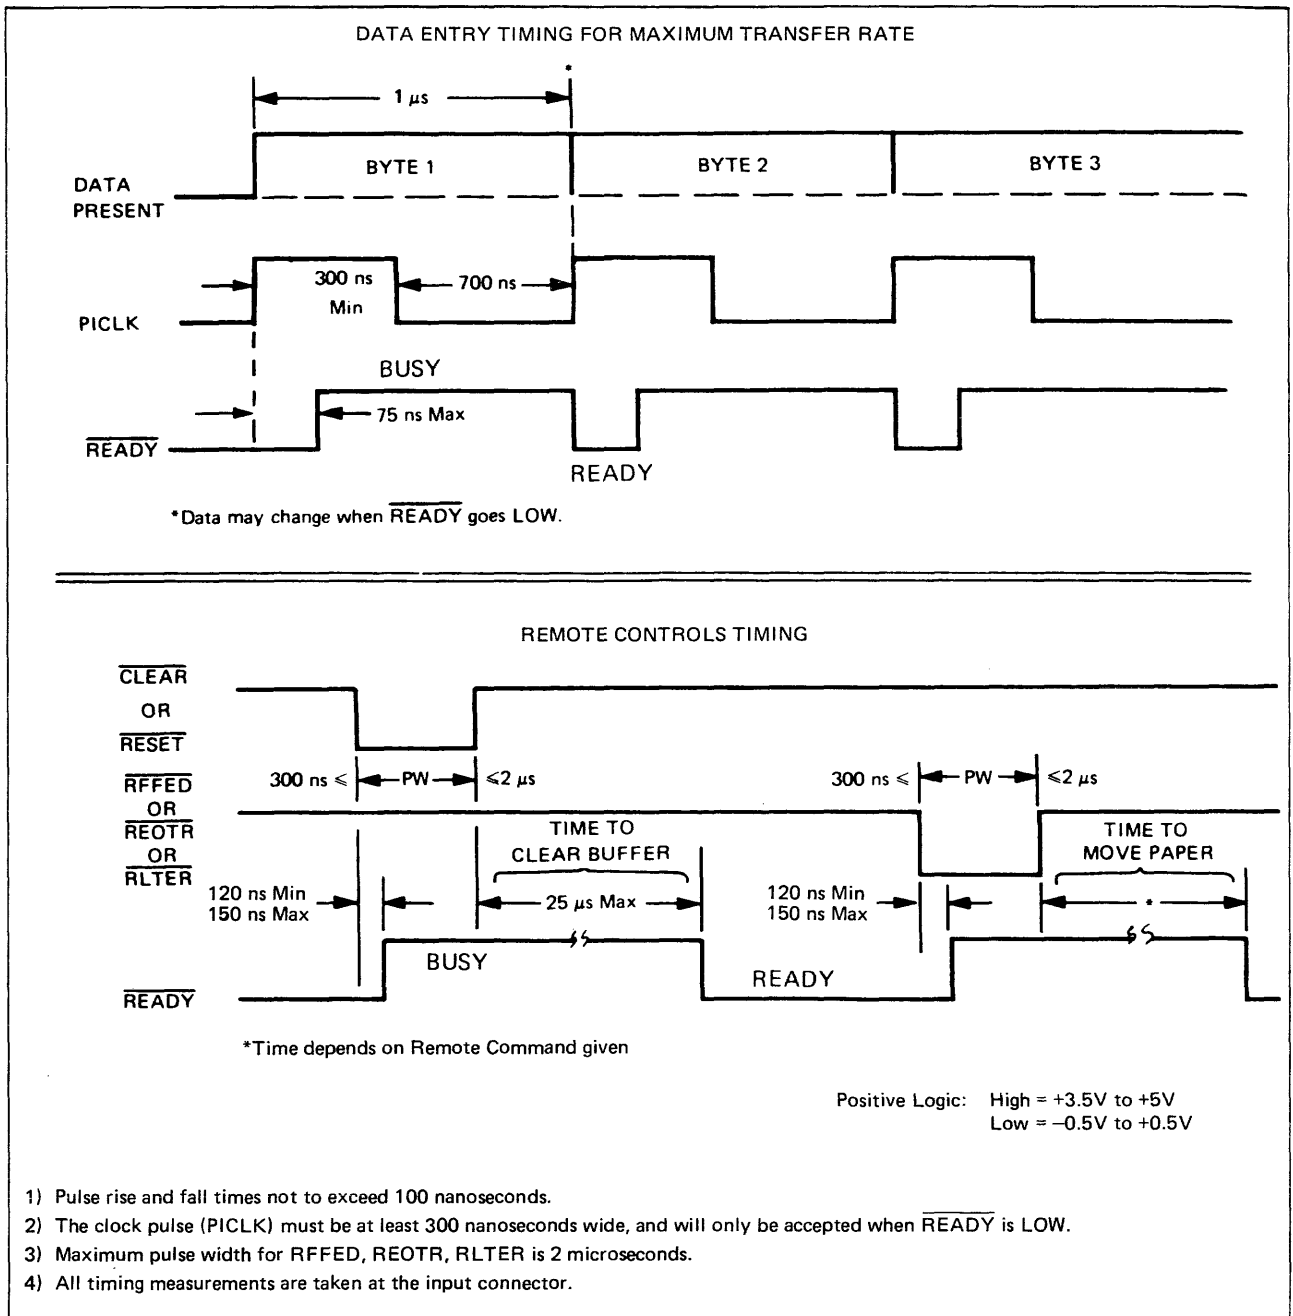 DATA ENTRY TIMING FOR MAXIMUM TRANSFER RATE
*
1 µs
BYTE 1
BYTE 2
BYTE 3
DATA
PRESENT
300 ns
Min
700 ns
PICLK
BUSY
75 ns Max
READY
READY
*Data may change when READY goes LOW.
REMOTE CONTROLS TIMING
CLEAR
OR
RESET
300 ns ≤ PW ≤2 µs
300 ns ≤ PW ≤2 µs
RFFED
OR
REOTR
OR
RLTER
TIME TO
CLEAR BUFFER
TIME TO
MOVE PAPER
120 ns Min
150 ns Max
25 µs Max
120 ns Min
150 ns Max
*
BUSY
READY
READY
*Time depends on Remote Command given
Positive Logic: High = +3.5V to +5V
Low = –0.5V to +0.5V
1) Pulse rise and fall times not to exceed 100 nanoseconds.
2) The clock pulse (PICLK) must be at least 300 nanoseconds wide, and will only be accepted when READY is LOW.
3) Maximum pulse width for RFFED, REOTR, RLTER is 2 microseconds.
4) All timing measurements are taken at the input connector.